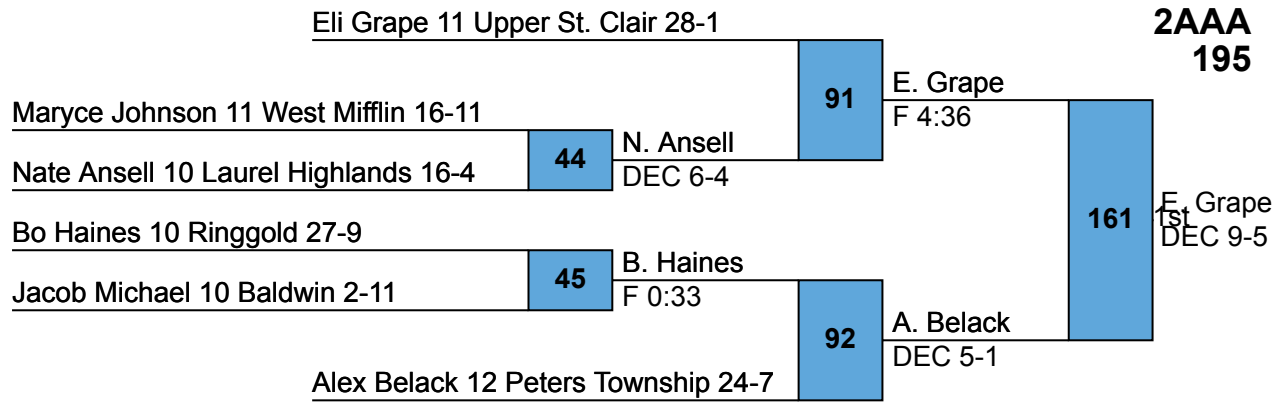 Eli Grape 11 Upper St. Clair 28-1
2AAA
195
91
E. Grape
F 4:36
Maryce Johnson 11 West Mifflin 16-11
44
N. Ansell
DEC 6-4
Nate Ansell 10 Laurel Highlands 16-4
161
1st
E. Grape
DEC 9-5
Bo Haines 10 Ringgold 27-9
45
B. Haines
F 0:33
Jacob Michael 10 Baldwin 2-11
92
A. Belack
DEC 5-1
Alex Belack 12 Peters Township 24-7